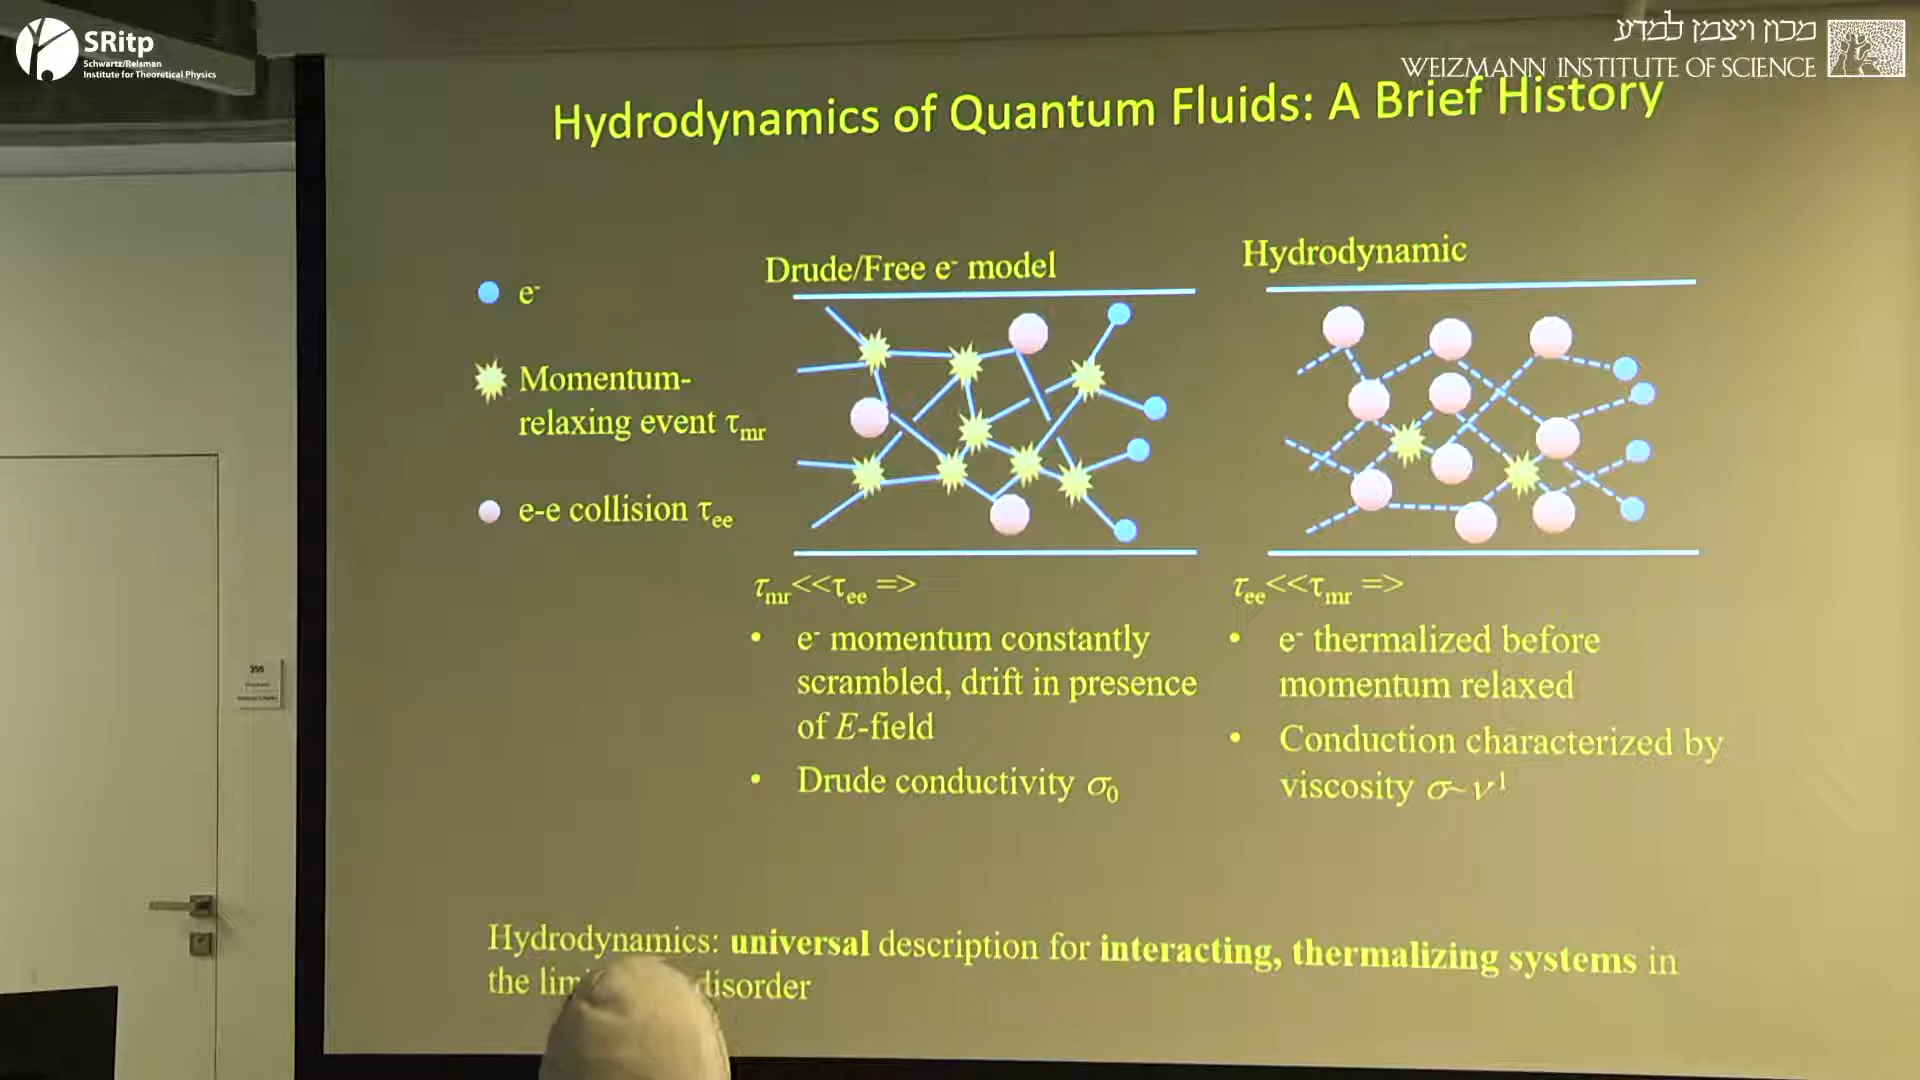 SRitp
Schwartz/Reisman
Institute for Theoretical Physics
מכון ויצמן למדע
WEIZMANN INSTITUTE OF SCIENCE
Hydrodynamics of Quantum Fluids: A Brief History
e⁻
Momentum-
relaxing event τmr
e-e collision τee
Drude/Free e⁻ model
τmr<<τee =>
• e⁻ momentum constantly
scrambled, drift in presence
of E-field
• Drude conductivity σ₀
Hydrodynamic
τee<<τmr =>
• e⁻ thermalized before
momentum relaxed
• Conduction characterized by
viscosity σ~ν¹
Hydrodynamics: universal description for interacting, thermalizing systems in
the disorder